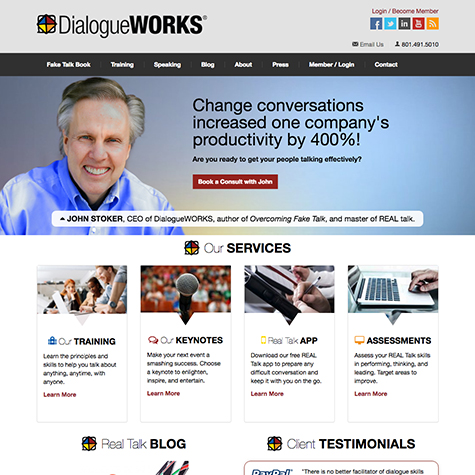 Login / Become Member
DialogueWORKS®
Email Us 801.491.5010
Fake Talk Book Training Speaking Blog About Press Member / Login Contact
Change conversations
increased one company's
productivity by 400%!
Are you ready to get your people talking effectively?
Book a Consult with John
JOHN STOKER, CEO of DialogueWORKS, author of Overcoming Fake Talk, and master of REAL talk.
Our SERVICES
Our TRAINING
Learn the principles and
skills to help you talk about
anything, anytime, with
anyone.
Learn More
Our KEYNOTES
Make your next event a
smashing success. Choose
a keynote to enlighten,
inspire, and entertain.
Learn More
Real Talk APP
Download our free REAL
Talk app to prepare any
difficult conversation and
keep it with you on the go.
Learn More
ASSESSMENTS
Assess your REAL Talk skills
in performing, thinking, and
leading. Target areas to
improve.
Learn More
Real Talk BLOG
Client TESTIMONIALS
PayPal
"There is no better facilitator of dialogue skills